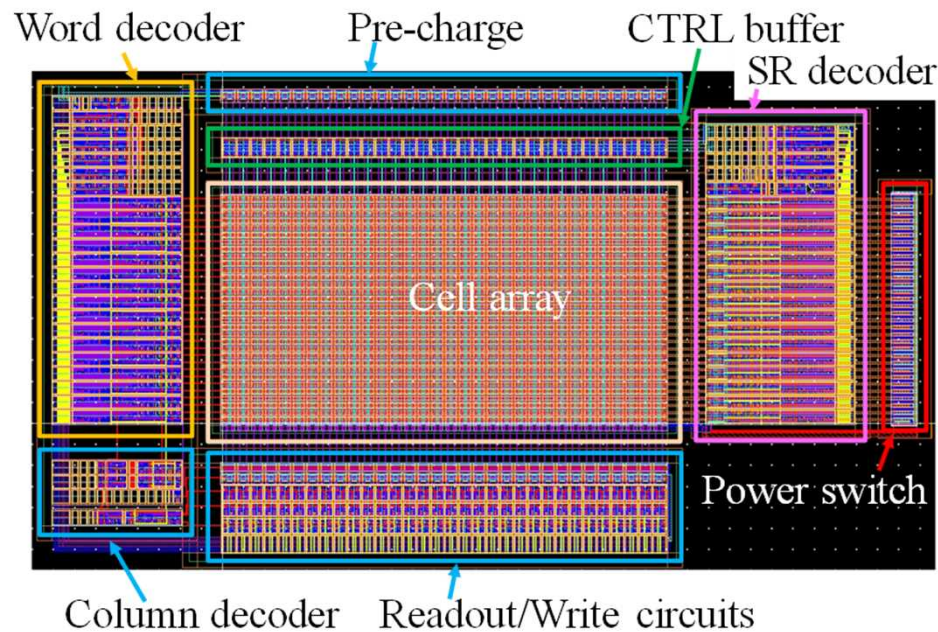 Word decoder
Pre-charge
CTRL buffer
SR decoder
Cell array
Power switch
Column decoder
Readout/Write circuits